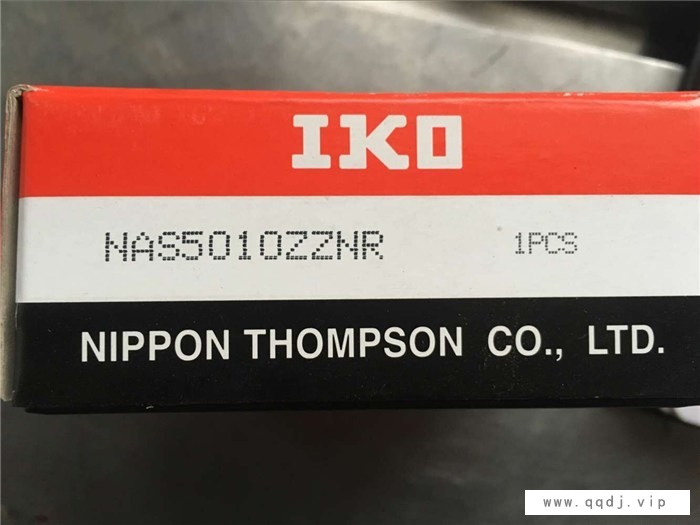 IKO
NAS5010ZZNR 1PCS
NIPPON THOMPSON CO., LTD.
www.qqdj.vip